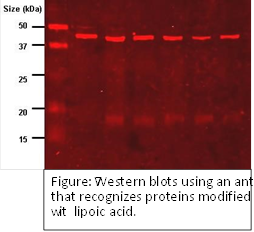 Size (kDa)
50
37
25
20
15
Figure: Western blots using an ant
that recognizes proteins modified
wit lipoic acid.